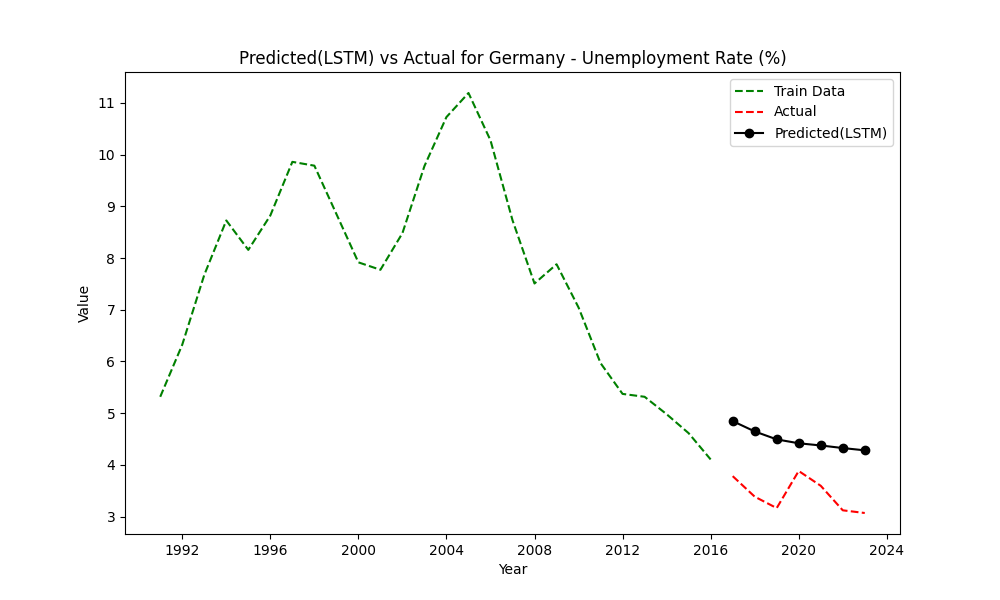 Predicted(LSTM) vs Actual for Germany - Unemployment Rate (%)
Train Data
Actual
Predicted(LSTM)
11
10
9
8
7
6
5
4
3
Value
1992 1996 2000 2004 2008 2012 2016 2020 2024
Year